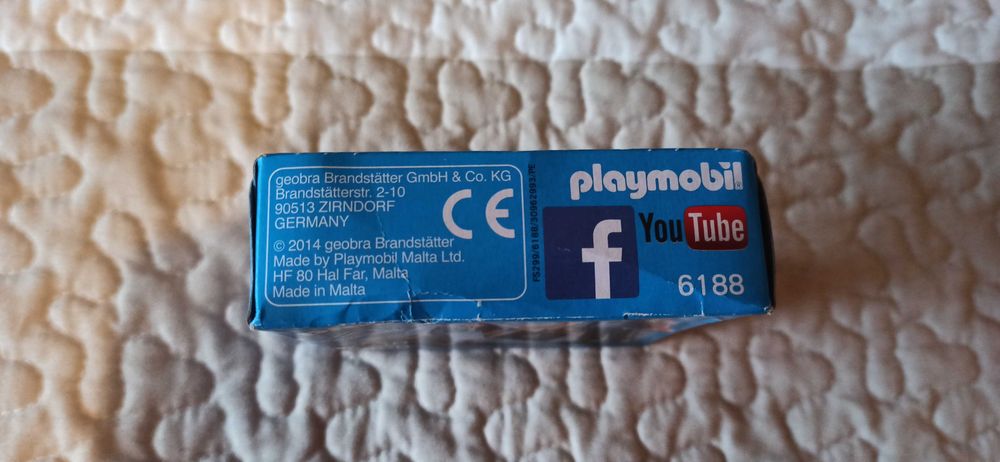 geobra Brandstätter GmbH & Co. KG
Brandstätterstr. 2-10
90513 ZIRNDORF
GERMANY
© 2014 geobra Brandstätter
Made by Playmobil Malta Ltd.
HF 80 Hal Far, Malta
Made in Malta
CE
playmobil®
f
YouTube
6188